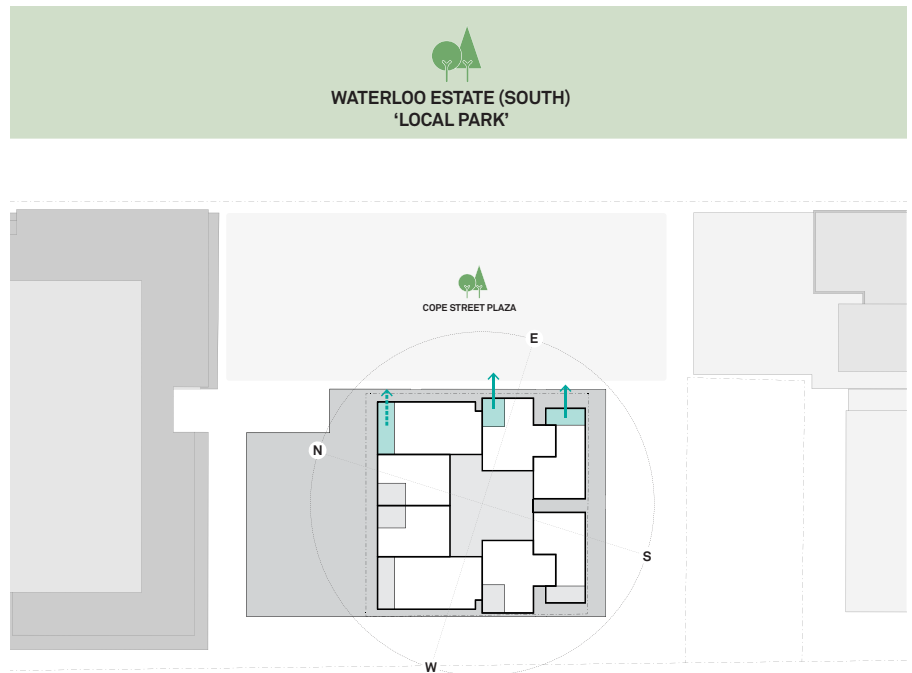 WATERLOO ESTATE (SOUTH)
‘LOCAL PARK’
COPE STREET PLAZA
E
N
S
W